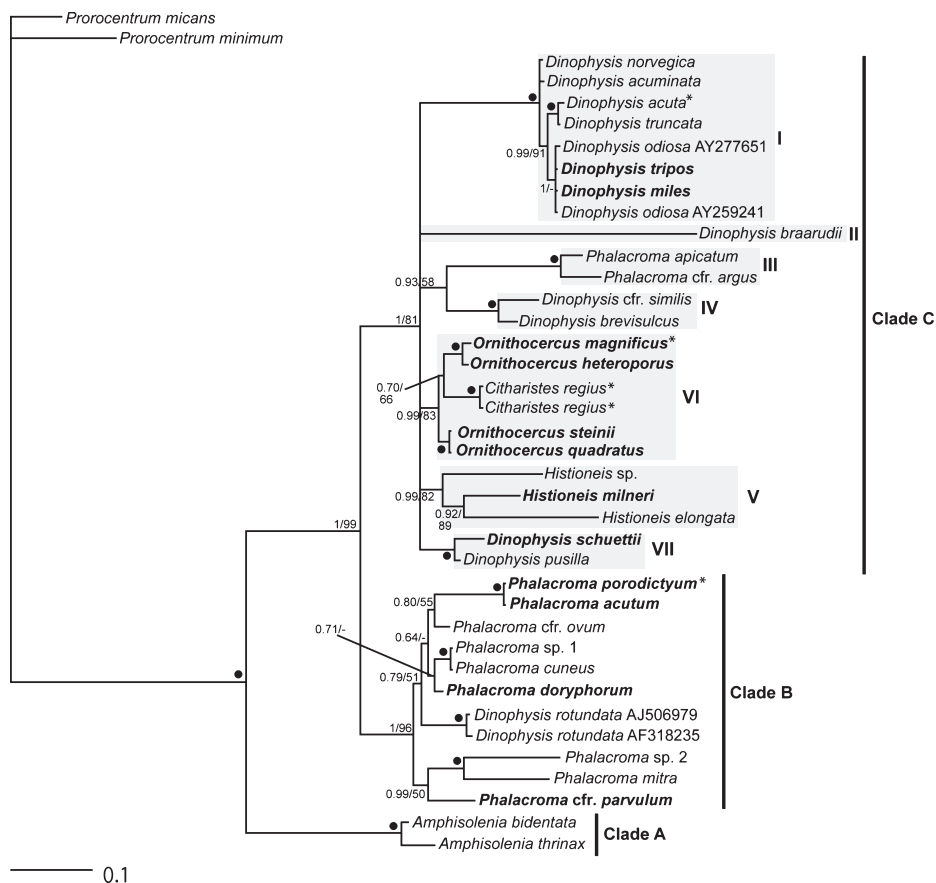 Prorocentrum micans
Prorocentrum minimum
Dinophysis norvegica
Dinophysis acuminata
Dinophysis acuta*
Dinophysis truncata
I
Dinophysis odiosa AY277651
0.99/91
Dinophysis tripos
1/-
Dinophysis miles
Dinophysis odiosa AY259241
Dinophysis braarudii II
Phalacroma apicatum
III
Phalacroma cfr. argus
0.93/58
Dinophysis cfr. similis
IV
Dinophysis brevisulcus
1/81
Clade C
Ornithocercus magnificus*
Ornithocercus heteroporus
0.70/
66
Citharistes regius*
VI
Citharistes regius*
0.99/83
Ornithocercus steinii
Ornithocercus quadratus
Histioneis sp.
0.99/82
Histioneis milneri
V
0.92/
89
Histioneis elongata
1/99
Dinophysis schuettii
VII
Dinophysis pusilla
Phalacroma porodictyum*
0.80/55
Phalacroma acutum
Phalacroma cfr. ovum
0.71/-
0.64/-
Phalacroma sp. 1
Phalacroma cuneus
0.79/51
Phalacroma doryphorum
Clade B
Dinophysis rotundata AJ506979
1/96
Dinophysis rotundata AF318235
Phalacroma sp. 2
Phalacroma mitra
0.99/50
Phalacroma cfr. parvulum
Amphisolenia bidentata
Clade A
Amphisolenia thrinax
0.1